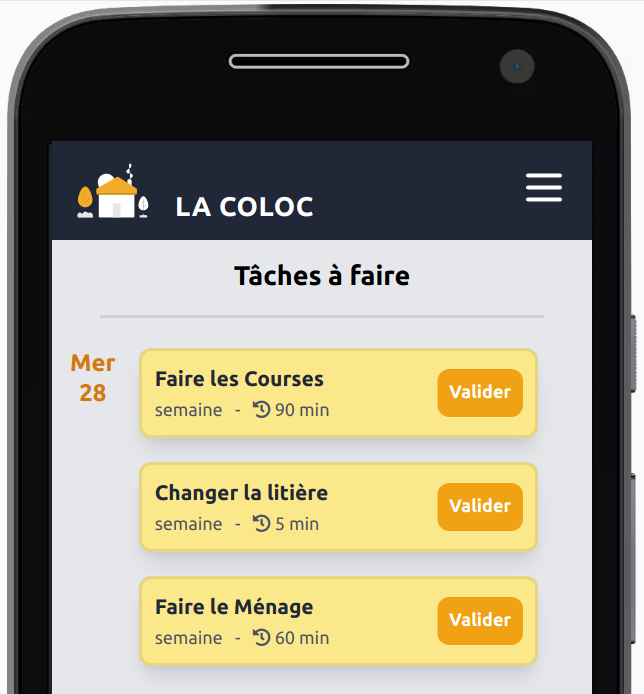 LA COLOC
Tâches à faire
Mer
28
Faire les Courses
semaine - 90 min
Valider
Changer la litière
semaine - 5 min
Valider
Faire le Ménage
semaine - 60 min
Valider